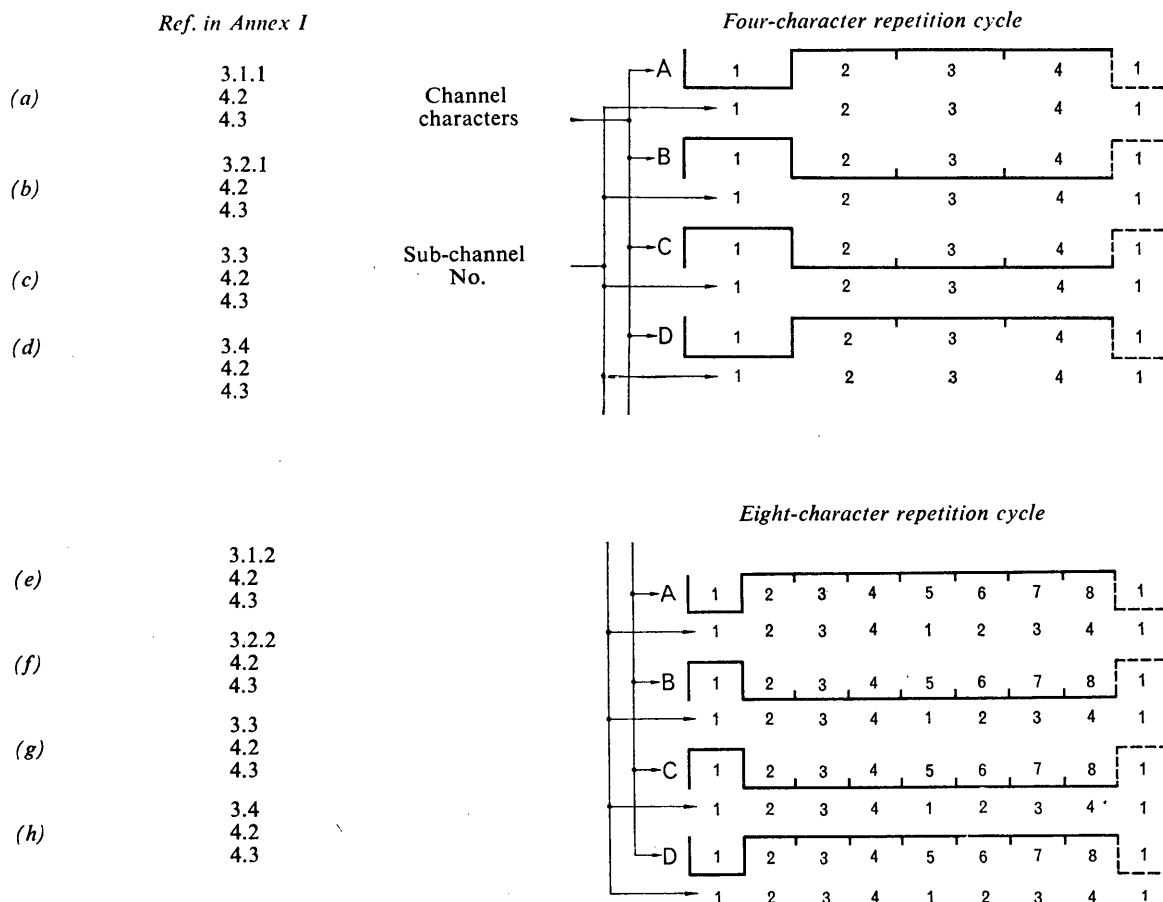 Ref. in Annex I
Four-character repetition cycle
(a)
3.1.1
4.2
4.3
Channel
characters
A 1 2 3 4 1
1 2 3 4 1
(b)
3.2.1
4.2
4.3
B 1 2 3 4 1
1 2 3 4 1
(c)
3.3
4.2
4.3
Sub-channel
No.
C 1 2 3 4 1
1 2 3 4 1
(d)
3.4
4.2
4.3
D 1 2 3 4 1
1 2 3 4 1
Eight-character repetition cycle
(e)
3.1.2
4.2
4.3
A 1 2 3 4 5 6 7 8 1
1 2 3 4 1 2 3 4 1
(f)
3.2.2
4.2
4.3
B 1 2 3 4 5 6 7 8 1
1 2 3 4 1 2 3 4 1
(g)
3.3
4.2
4.3
C 1 2 3 4 5 6 7 8 1
1 2 3 4 1 2 3 4 1
(h)
3.4
4.2
4.3
D 1 2 3 4 5 6 7 8 1
1 2 3 4 1 2 3 4 1